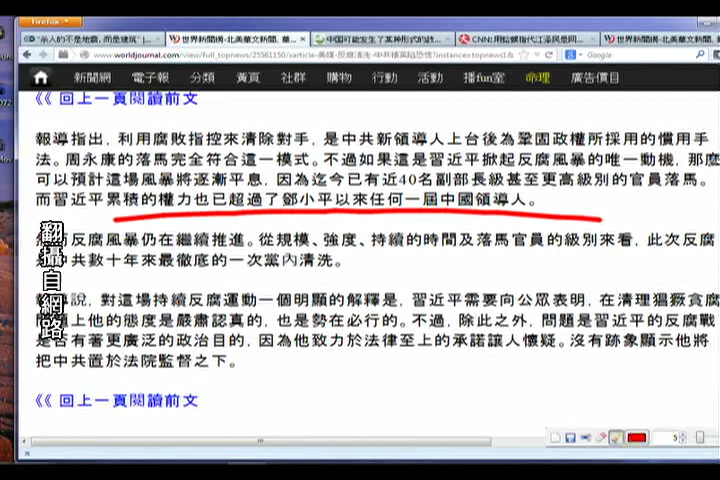 Firefox
"杀人的不是地震, 而是建筑" |...
世界新聞網-北美華文新聞, 華...
中国可能发生了某种形式的政...
世界新聞網-北美華文新聞
www.worldjournal.com/view/full_topnews/25561150/
Google
新聞網 電子報 分類 黃頁 社群 購物 行動 活動 播fun室 命理 廣告價目
《《 回上一頁閱讀前文
報導指出, 利用腐敗指控來清除對手, 是中共新領導人上台後為鞏固政權所採用的慣用手
法。周永康的落馬完全符合這一模式。不過如果這是習近平掀起反腐風暴的唯一動機, 那麼
可以預計這場風暴將逐漸平息, 因為迄今已有近40名副部長級甚至更高級別的官員落馬。
而習近平累積的權力也已超過了鄧小平以來任何一屆中國領導人。
反腐風暴仍在繼續推進。從規模、強度、持續的時間及落馬官員的級別來看, 此次反腐
中共數十年來最徹底的一次黨內清洗。
說, 對這場持續反腐運動一個明顯的解釋是, 習近平需要向公眾表明, 在清理猖獗貪腐
上他的態度是嚴肅認真的, 也是勢在必行的。不過, 除此之外, 問題是習近平的反腐戰
有著更廣泛的政治目的, 因為他致力於法律至上的承諾讓人懷疑。沒有跡象顯示他將
把中共置於法院監督之下。
《《 回上一頁閱讀前文
翻攝自網路
5